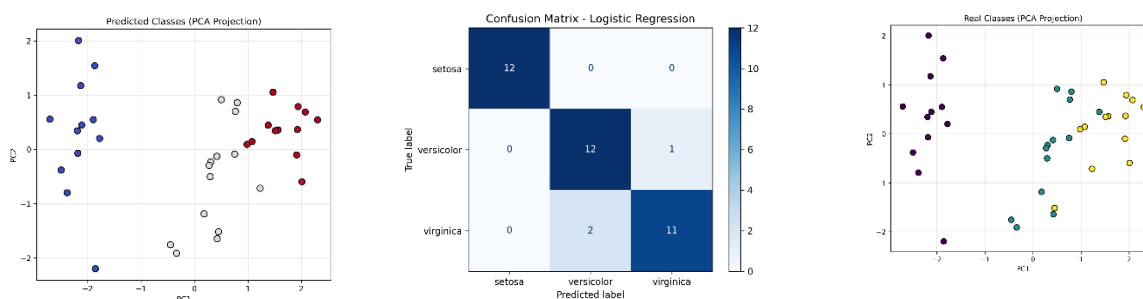 Predicted Classes (PCA Projection)
2
1
0
−1
−2
PC2
−2
−1
0
1
2
PC1
Confusion Matrix - Logistic Regression
setosa
versicolor
virginica
True label
12
0
0
0
12
1
0
2
11
setosa
versicolor
virginica
Predicted label
12
10
8
6
4
2
0
Real Classes (PCA Projection)
2
1
0
1
2
PC2
−2
−1
0
1
2
PC1